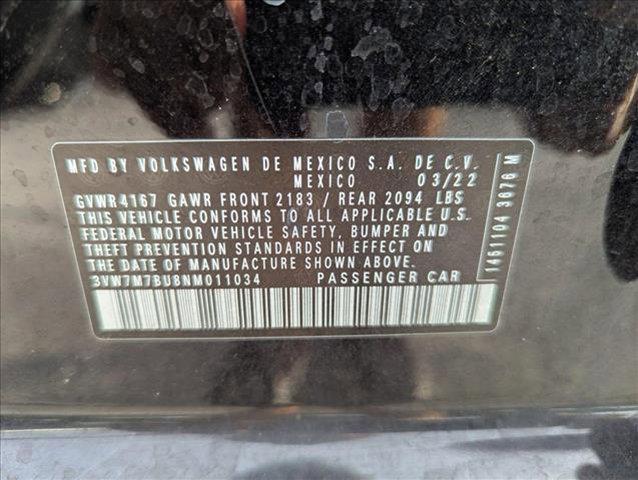 MFD BY VOLKSWAGEN DE MEXICO S.A. DE C.V.
MEXICO 03/22
GVWR 4167 GAWR FRONT 2183 / REAR 2094 LBS
THIS VEHICLE CONFORMS TO ALL APPLICABLE U.S.
FEDERAL MOTOR VEHICLE SAFETY, BUMPER AND
THEFT PREVENTION STANDARDS IN EFFECT ON
THE DATE OF MANUFACTURE SHOWN ABOVE.
3VW7M7BU8NM011034 PASSENGER CAR
1461104 3076 M